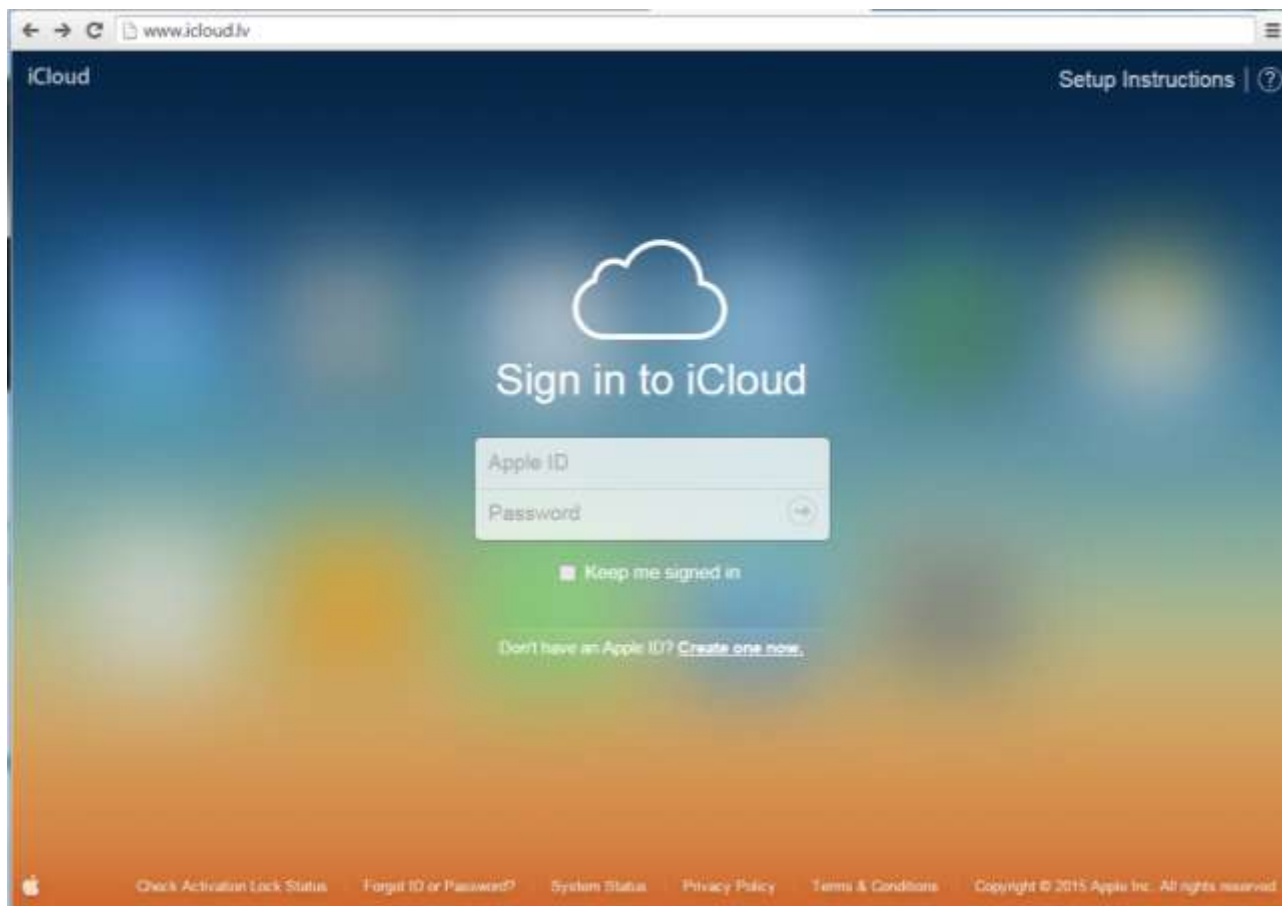 www.icloud.lv
iCloud
Setup Instructions | ?
Sign in to iCloud
Apple ID
Password
Keep me signed in
Don't have an Apple ID? Create one now.
Check Activation Lock Status Forgot ID or Password? System Status Privacy Policy Terms & Conditions Copyright © 2015 Apple Inc. All rights reserved.